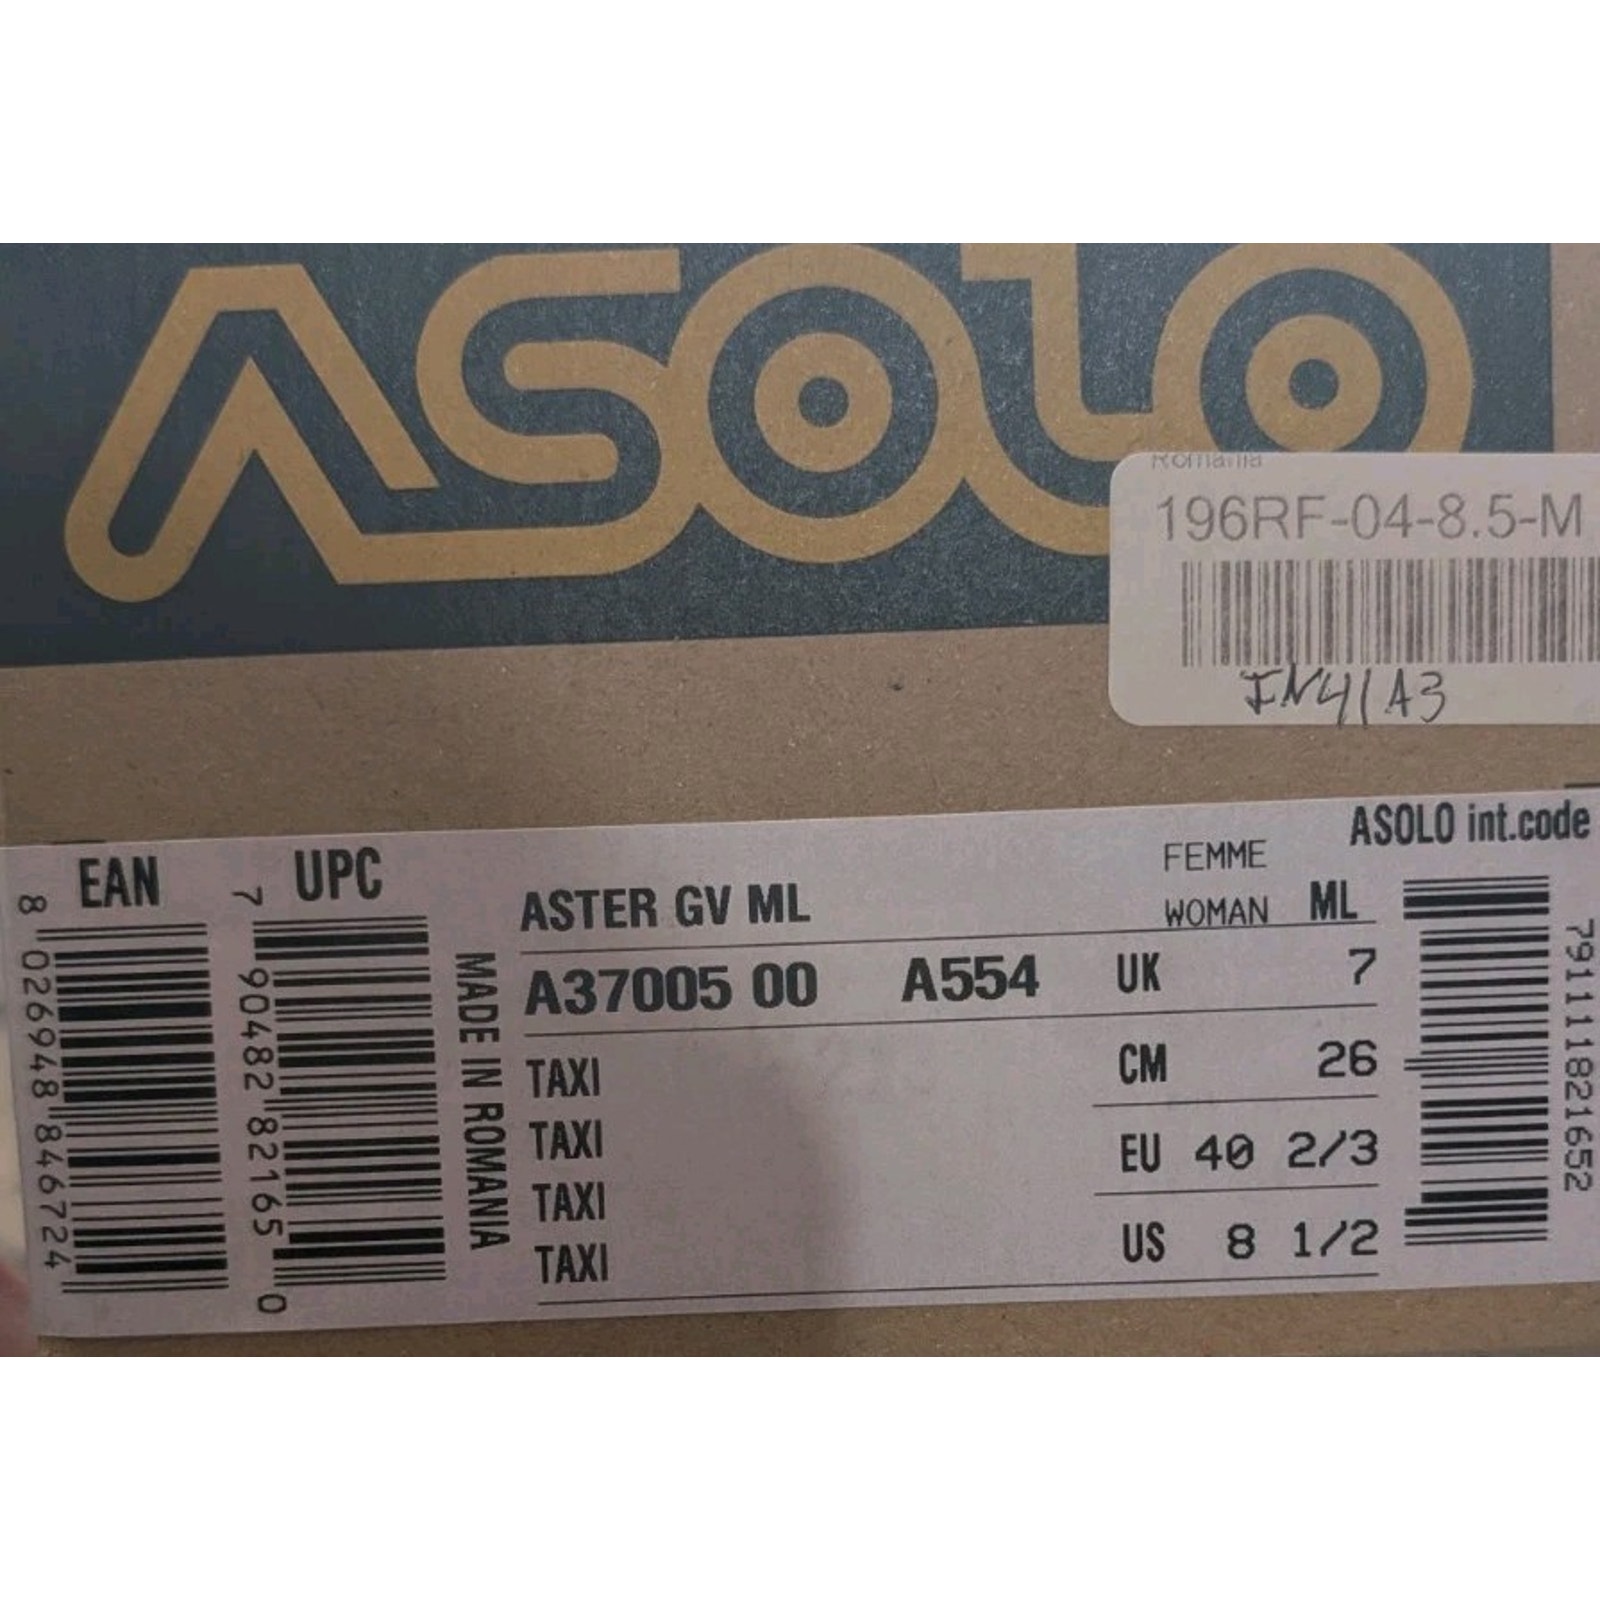 ASOLO
Romania
196RF-04-8.5-M
IN41A3
ASOLO int.code
EAN
UPC
FEMME
ASTER GV ML
WOMAN ML
A37005 00 A554
UK 7
TAXI
CM 26
TAXI
EU 40 2/3
TAXI
US 8 1/2
TAXI
MADE IN ROMANIA
8 026948 846724
7 90482 82165 0
791111821652